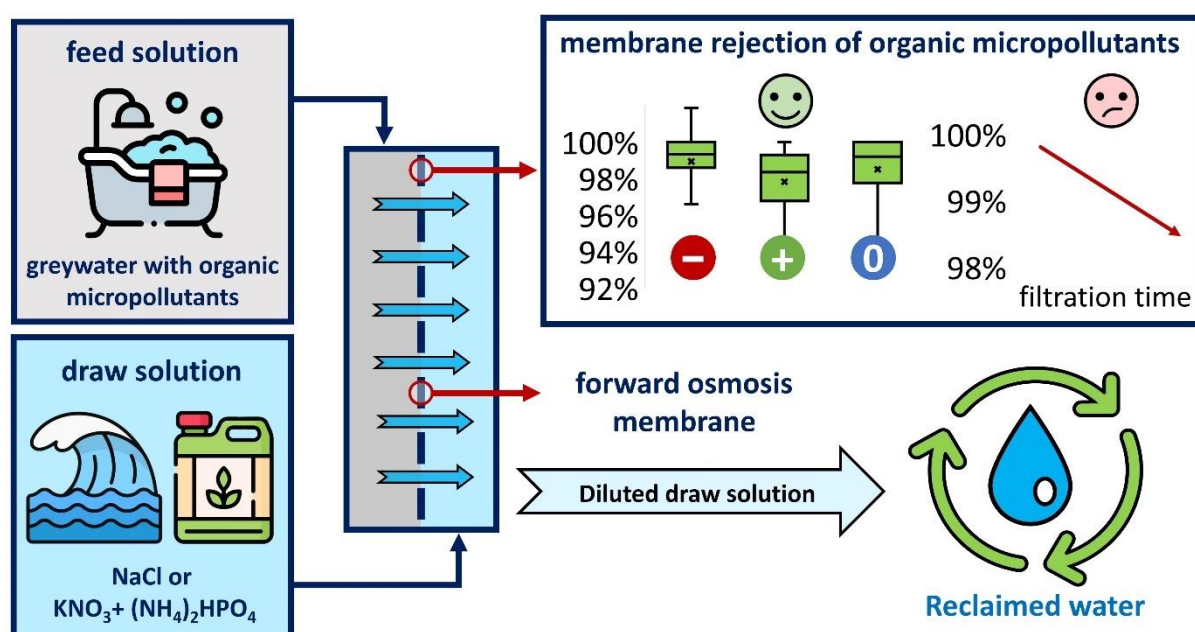 feed solution
greywater with organic
micropollutants
draw solution
NaCl or
KNO₃+ (NH₄)₂HPO₄
membrane rejection of organic micropollutants
100%
98%
96%
94%
92%
−
+
0
100%
99%
98%
filtration time
forward osmosis
membrane
Diluted draw solution
Reclaimed water